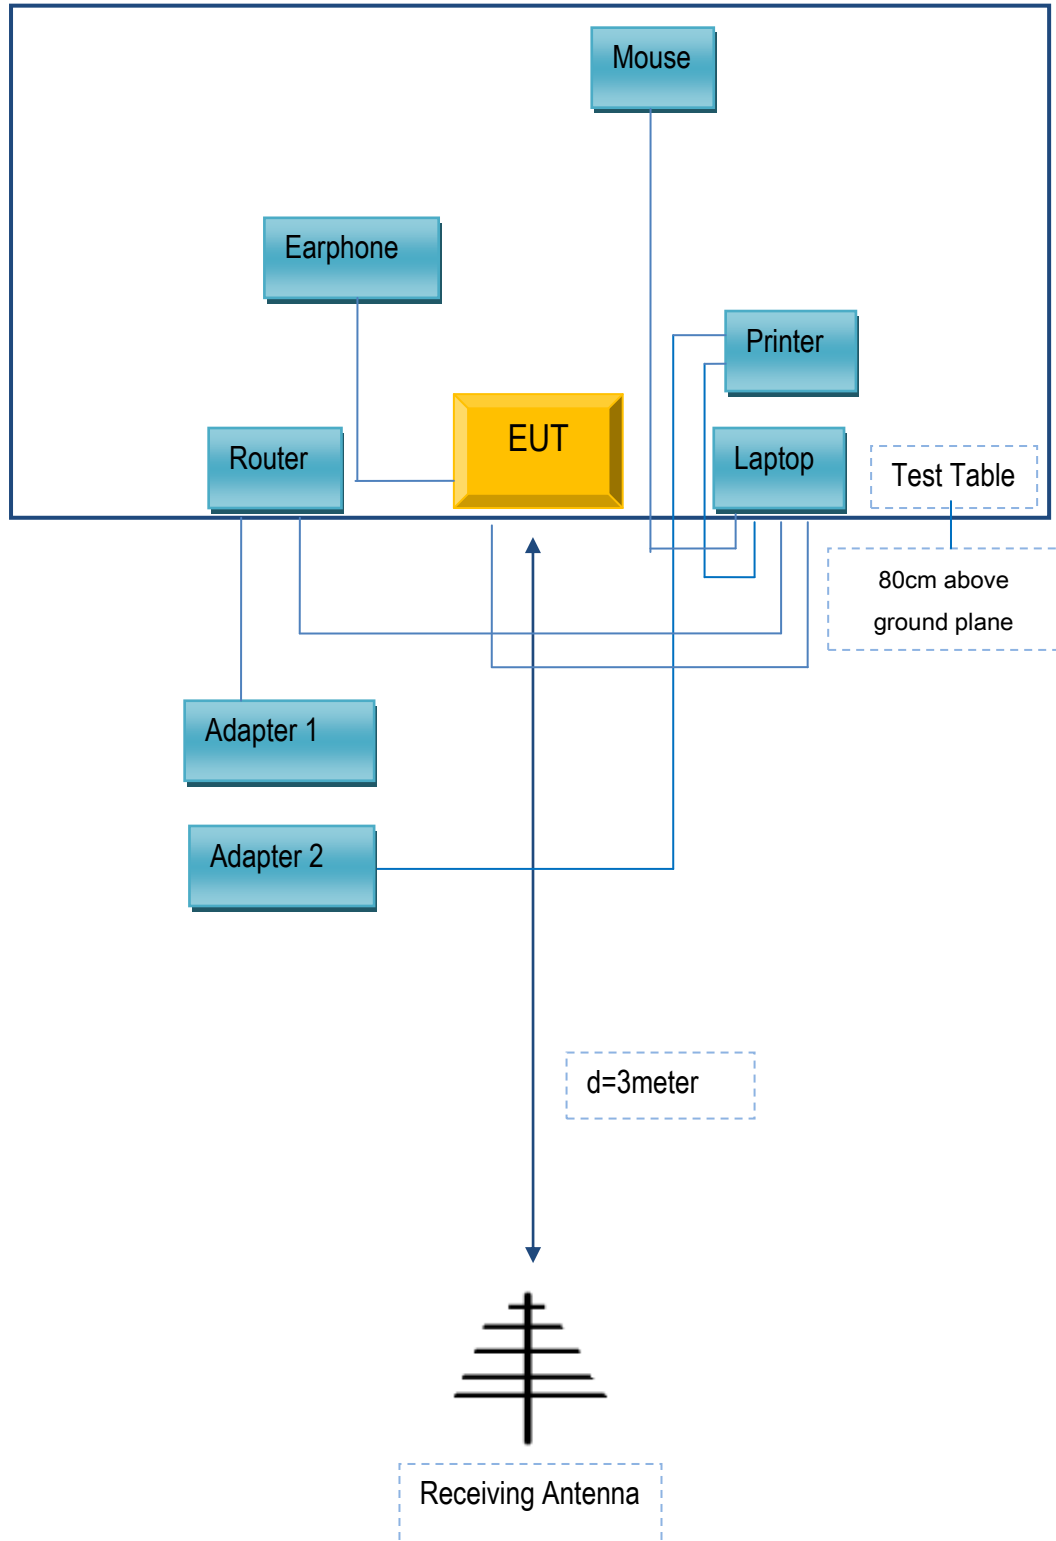 Mouse
Earphone
Printer
EUT
Router
Laptop
Test Table
80cm above
ground plane
Adapter 1
Adapter 2
d=3meter
Receiving Antenna